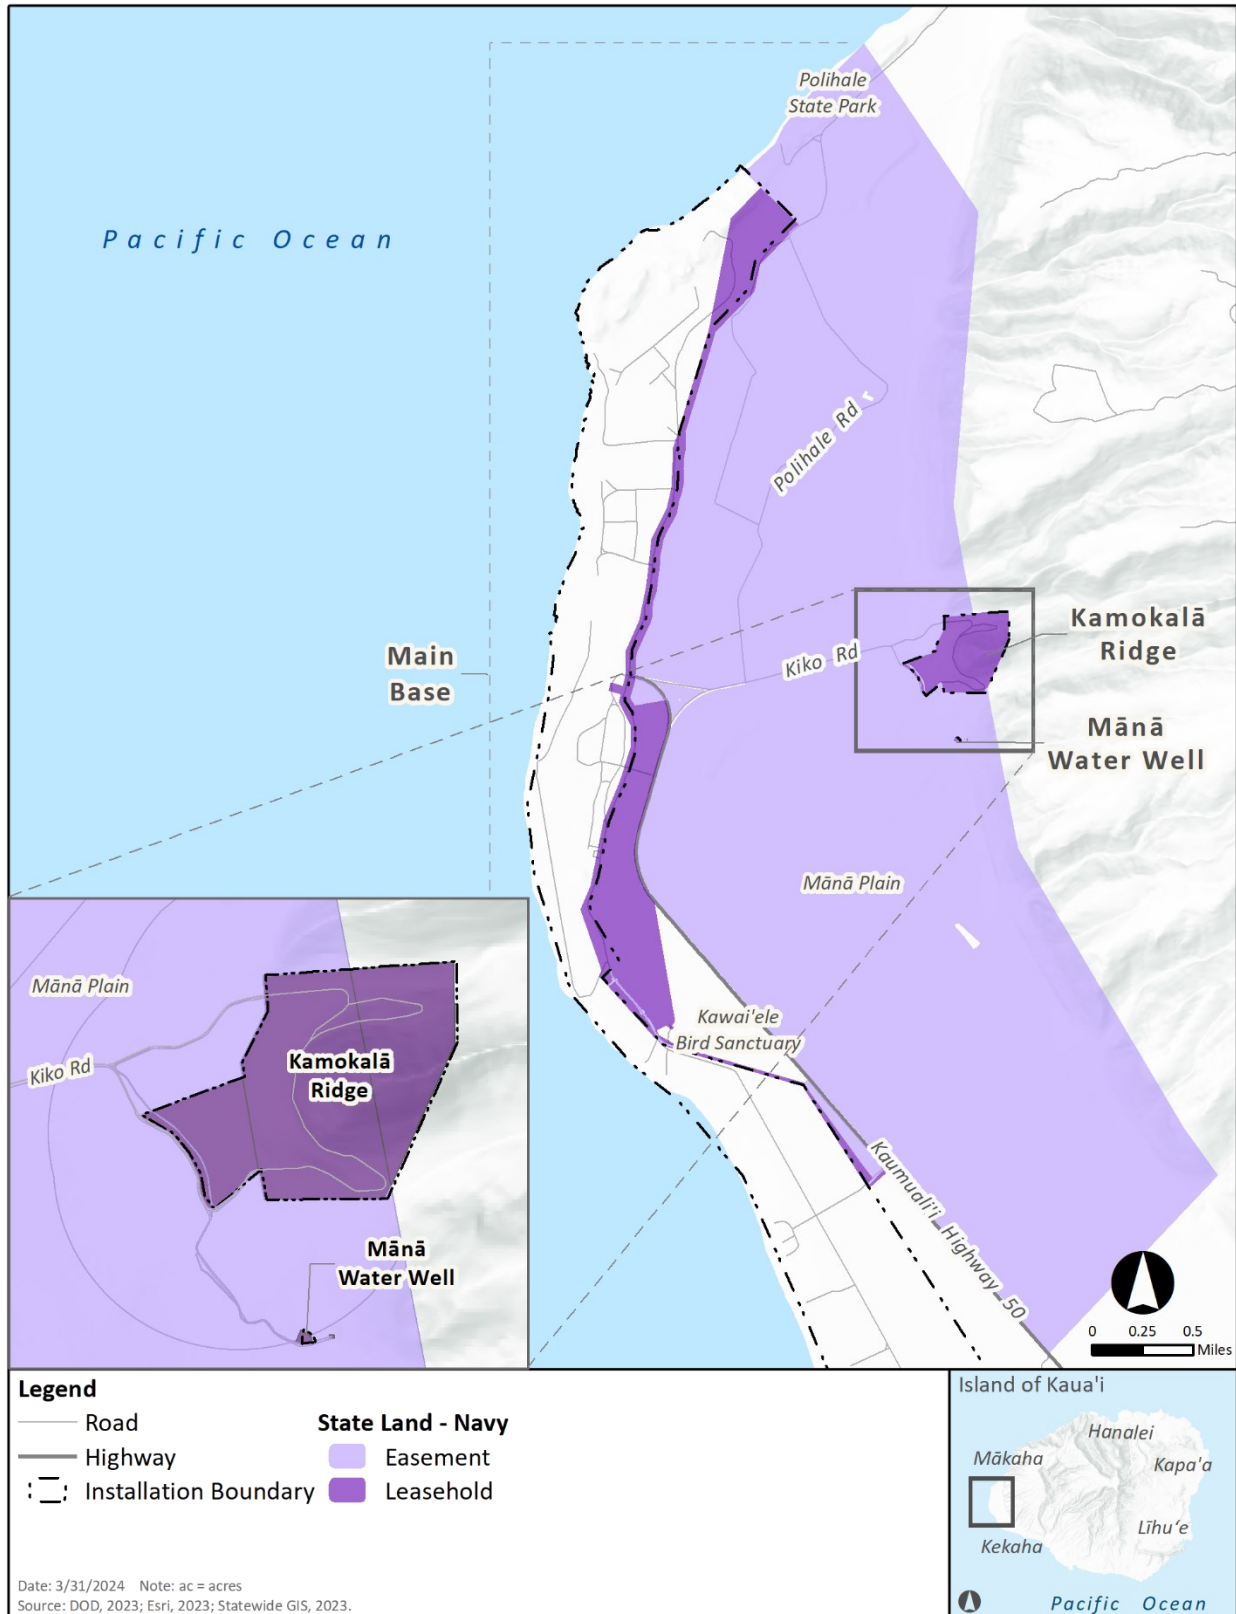 Polihale
State Park
Pacific Ocean
Polihale Rd
Kamokalā
Ridge
Main
Base
Kiko Rd
Mānā
Water Well
Mānā Plain
Kawai'ele
Bird Sanctuary
Kaumuali'i Highway 50
Mānā Plain
Kiko Rd
Kamokalā
Ridge
Mānā
Water Well
0 0.25 0.5
Miles
Legend
Road
Highway
Installation Boundary
State Land - Navy
Easement
Leasehold
Date: 3/31/2024 Note: ac = acres
Source: DOD, 2023; Esri, 2023; Statewide GIS, 2023.
Island of Kaua'i
Hanalei
Mākaha
Kapa'a
Līhu‘e
Kekaha
Pacific Ocean